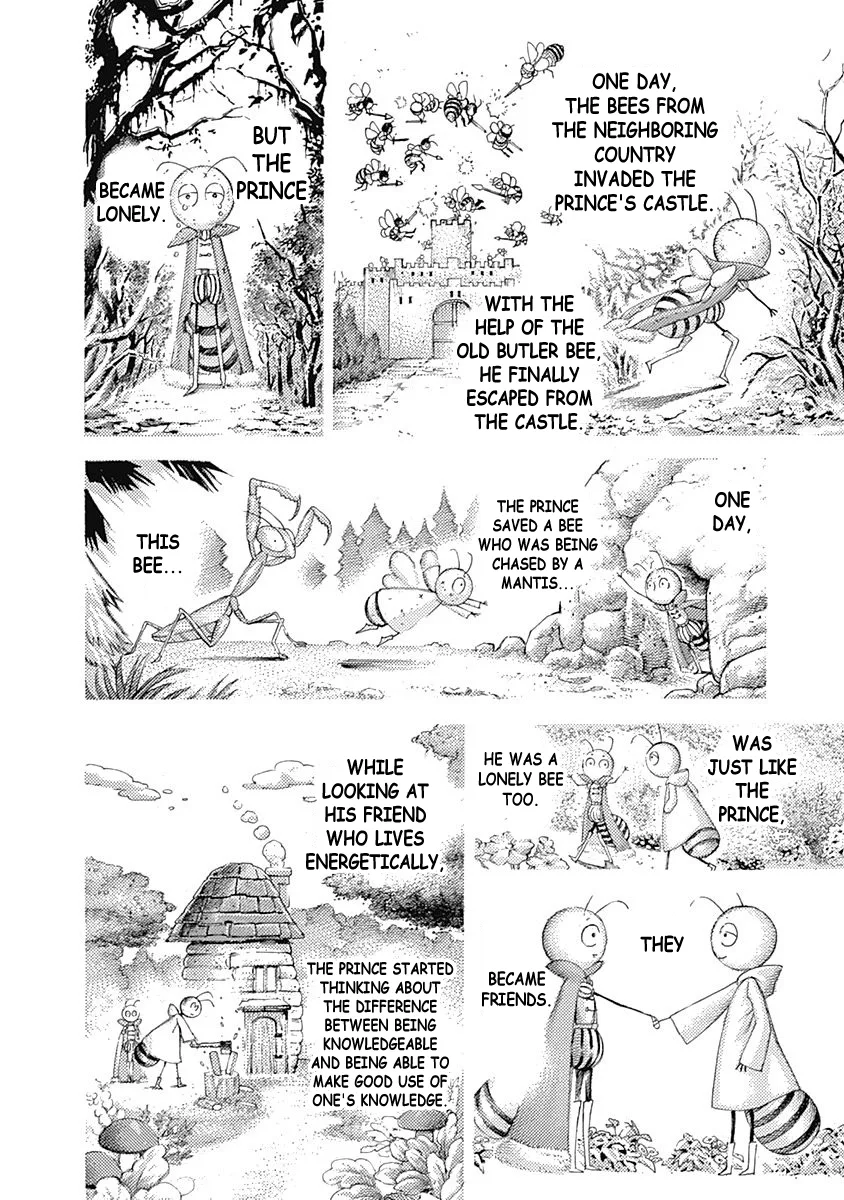 ONE DAY,
THE BEES FROM
THE NEIGHBORING
COUNTRY
INVADED THE
PRINCE'S CASTLE.
WITH THE
HELP OF THE
OLD BUTLER BEE,
HE FINALLY
ESCAPED FROM
THE CASTLE.
BUT
THE
PRINCE
BECAME
LONELY.
ONE
DAY,
THE PRINCE
SAVED A BEE
WHO WAS BEING
CHASED BY A
MANTIS...
THIS
BEE...
WAS
JUST LIKE
THE
PRINCE,
HE WAS A
LONELY BEE
TOO.
THEY
BECAME
FRIENDS.
WHILE
LOOKING AT
HIS FRIEND
WHO LIVES
ENERGETICALLY,
THE PRINCE STARTED
THINKING ABOUT
THE DIFFERENCE
BETWEEN BEING
KNOWLEDGEABLE
AND BEING ABLE TO
MAKE GOOD USE OF
ONE'S KNOWLEDGE.